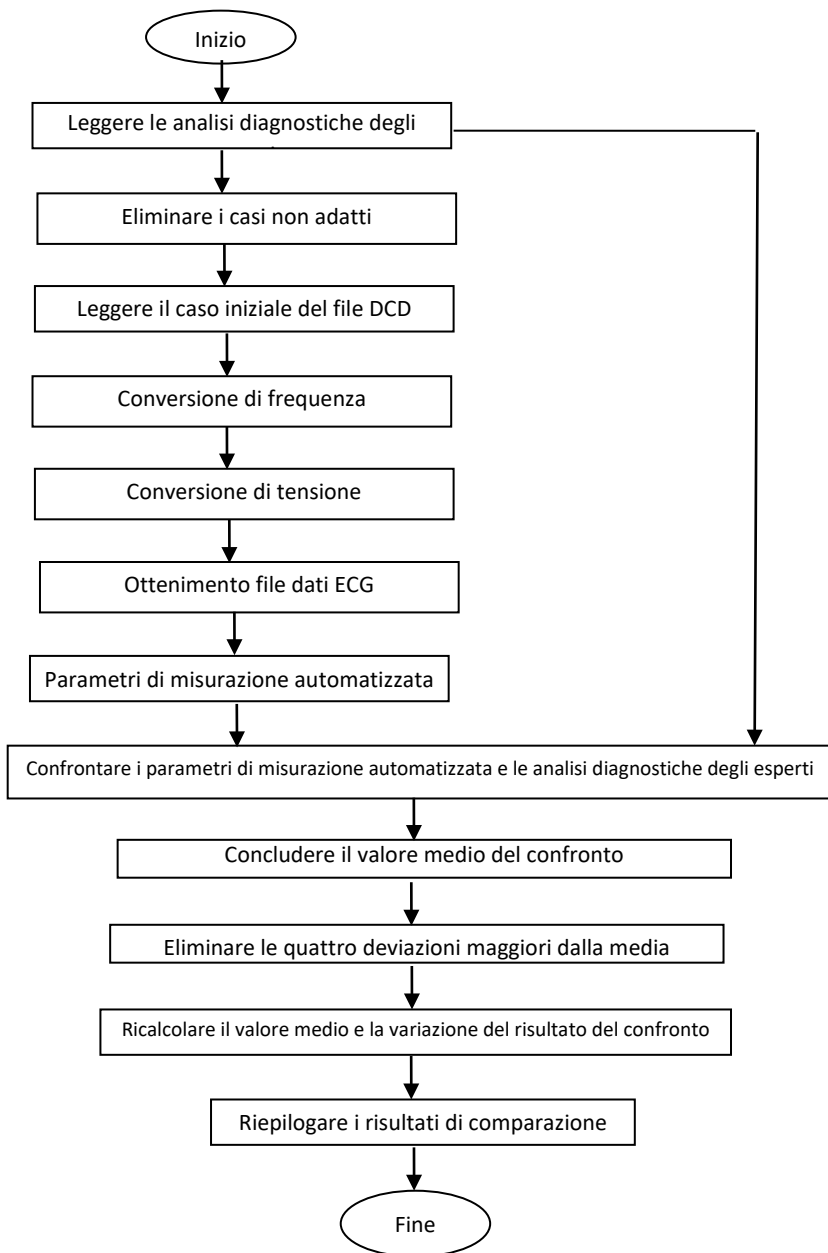 Inizio
Leggere le analisi diagnostiche degli
Eliminare i casi non adatti
Leggere il caso iniziale del file DCD
Conversione di frequenza
Conversione di tensione
Ottenimento file dati ECG
Parametri di misurazione automatizzata
Confrontare i parametri di misurazione automatizzata e le analisi diagnostiche degli esperti
Concludere il valore medio del confronto
Eliminare le quattro deviazioni maggiori dalla media
Ricalcolare il valore medio e la variazione del risultato del confronto
Riepilogare i risultati di comparazione
Fine